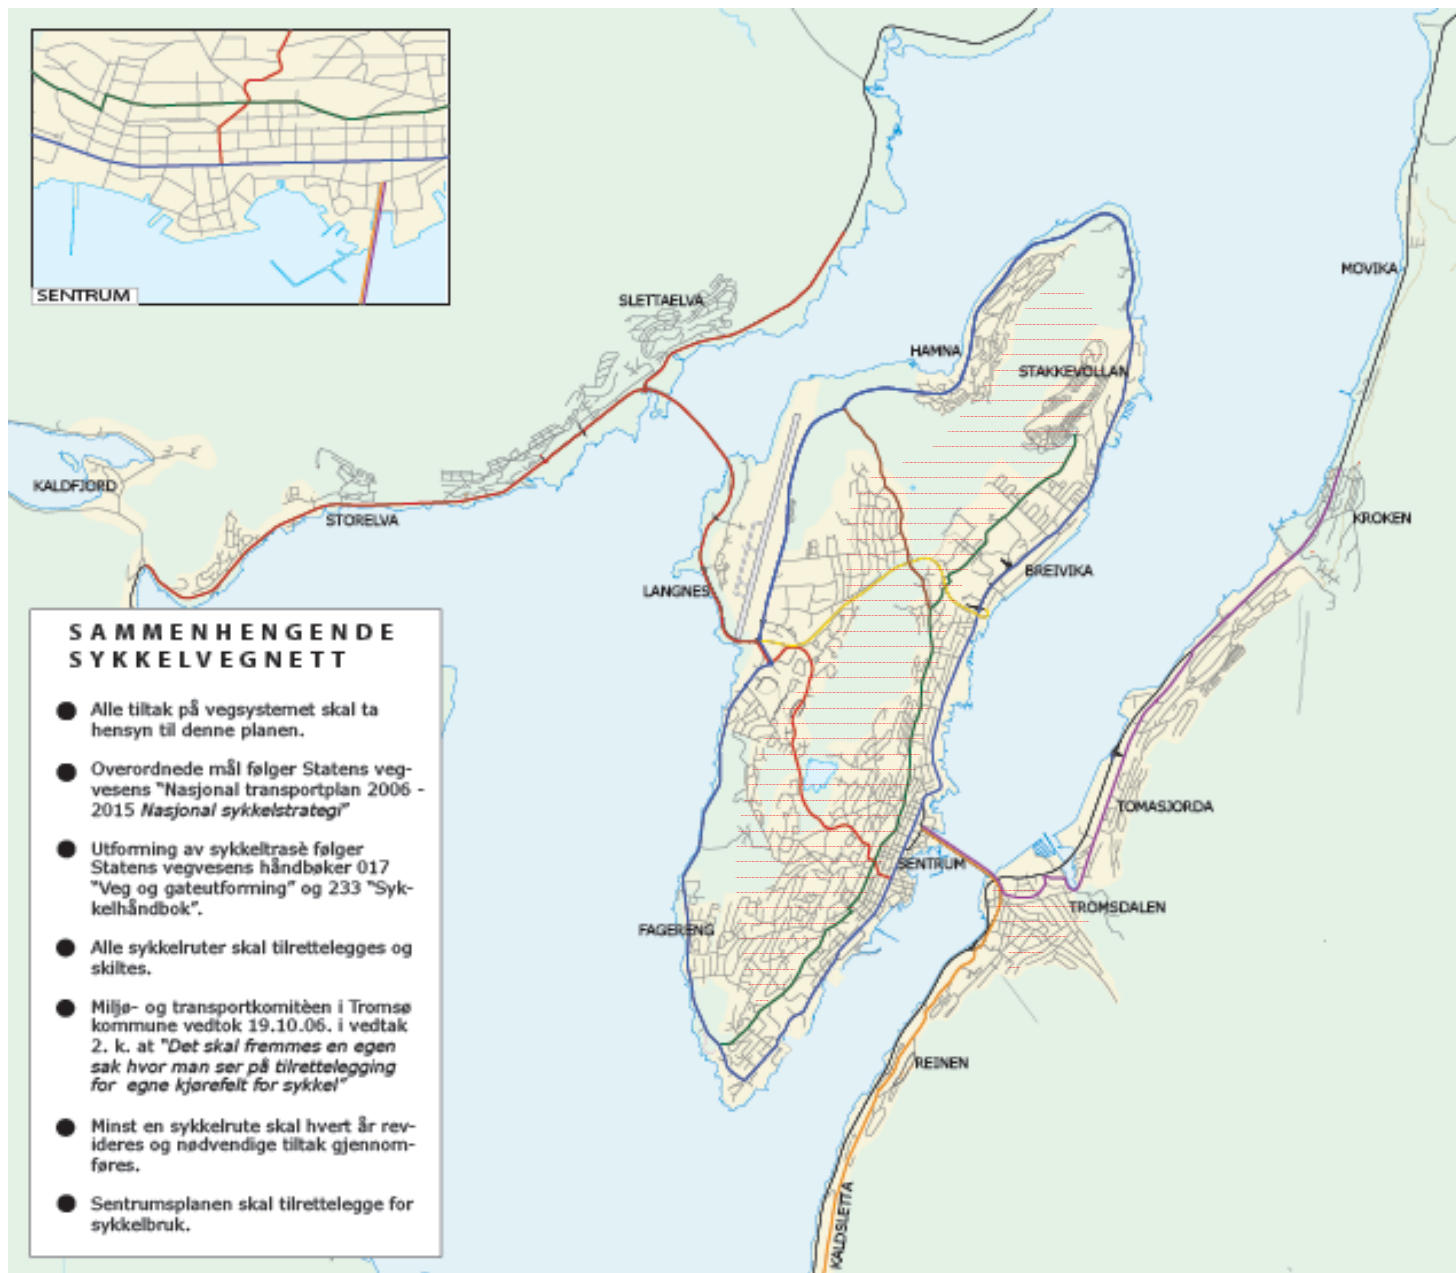 SENTRUM
SLETTAELVA
MOVIKA
HAMNA
STAKKEVOLLAN
KALDFJORD
STORELVA
KROKEN
LANGNES
BREIVIKA
TOMASJORDA
SENTRUM
TROMSDALEN
FAGERENG
REINEN
KALDSLETTA
SAMMENHENGENDE
SYKKELVEGNETT
● Alle tiltak på vegsystemet skal ta
hensyn til denne planen.
● Overordnede mål følger Statens veg-
vesens "Nasjonal transportplan 2006 -
2015 Nasjonal sykkelstrategi"
● Utforming av sykkeltrasè følger
Statens vegvesens håndbøker 017
"Veg og gateutforming" og 233 "Syk-
kelhåndbok".
● Alle sykkelruter skal tilrettelegges og
skiltes.
● Miljø- og transportkomitèen i Tromsø
kommune vedtok 19.10.06. i vedtak
2. k. at "Det skal fremmes en egen
sak hvor man ser på tilrettelegging
for egne kjørefelt for sykkel"
● Minst en sykkelrute skal hvert år rev-
ideres og nødvendige tiltak gjennom-
føres.
● Sentrumsplanen skal tilrettelegge for
sykkelbruk.